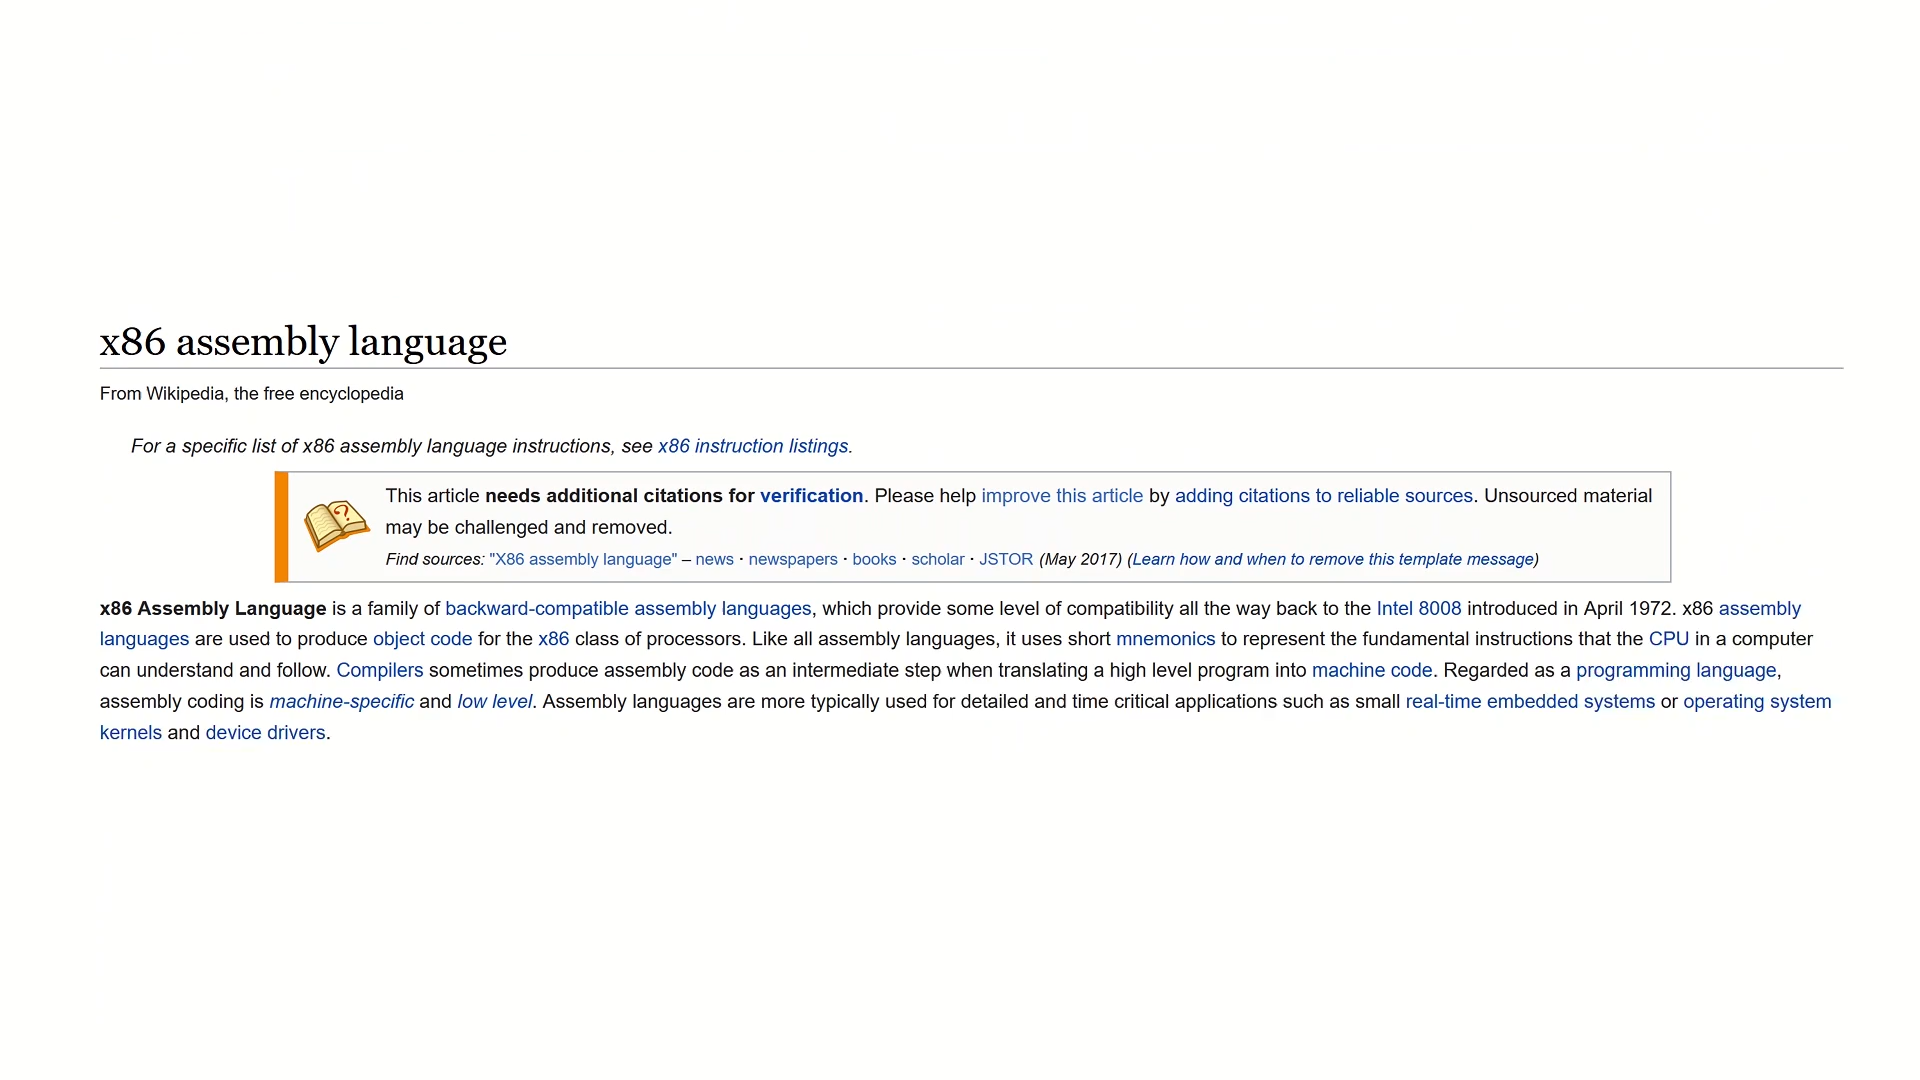 x86 assembly language
From Wikipedia, the free encyclopedia
For a specific list of x86 assembly language instructions, see x86 instruction listings.
This article needs additional citations for verification. Please help improve this article by adding citations to reliable sources. Unsourced material
may be challenged and removed.
Find sources: "X86 assembly language" – news · newspapers · books · scholar · JSTOR (May 2017) (Learn how and when to remove this template message)
x86 Assembly Language is a family of backward-compatible assembly languages, which provide some level of compatibility all the way back to the Intel 8008 introduced in April 1972. x86 assembly
languages are used to produce object code for the x86 class of processors. Like all assembly languages, it uses short mnemonics to represent the fundamental instructions that the CPU in a computer
can understand and follow. Compilers sometimes produce assembly code as an intermediate step when translating a high level program into machine code. Regarded as a programming language,
assembly coding is machine-specific and low level. Assembly languages are more typically used for detailed and time critical applications such as small real-time embedded systems or operating system
kernels and device drivers.